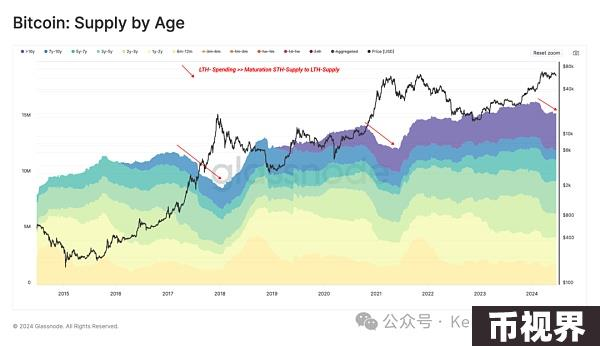 Bitcoin: Supply by Age
>10y 7y-10y 5y-7y 3y-5y 2y-3y 1y-2y 6m-12m 3m-6m 1m-3m 1w-1m 1d-1w 24h Aggregated Price [USD]
Reset zoom
LTH- Spending >> Maturation STH-Supply to LTH-Supply
$80k
$40k
15M
$10k
10M
glassnode
$2k
5M
$800
$400
0
$100
2015 2016 2017 2018 2019 2020 2021 2022 2023 2024
© 2024 Glassnode. All Rights Reserved.
公众号 · Ke
币视界